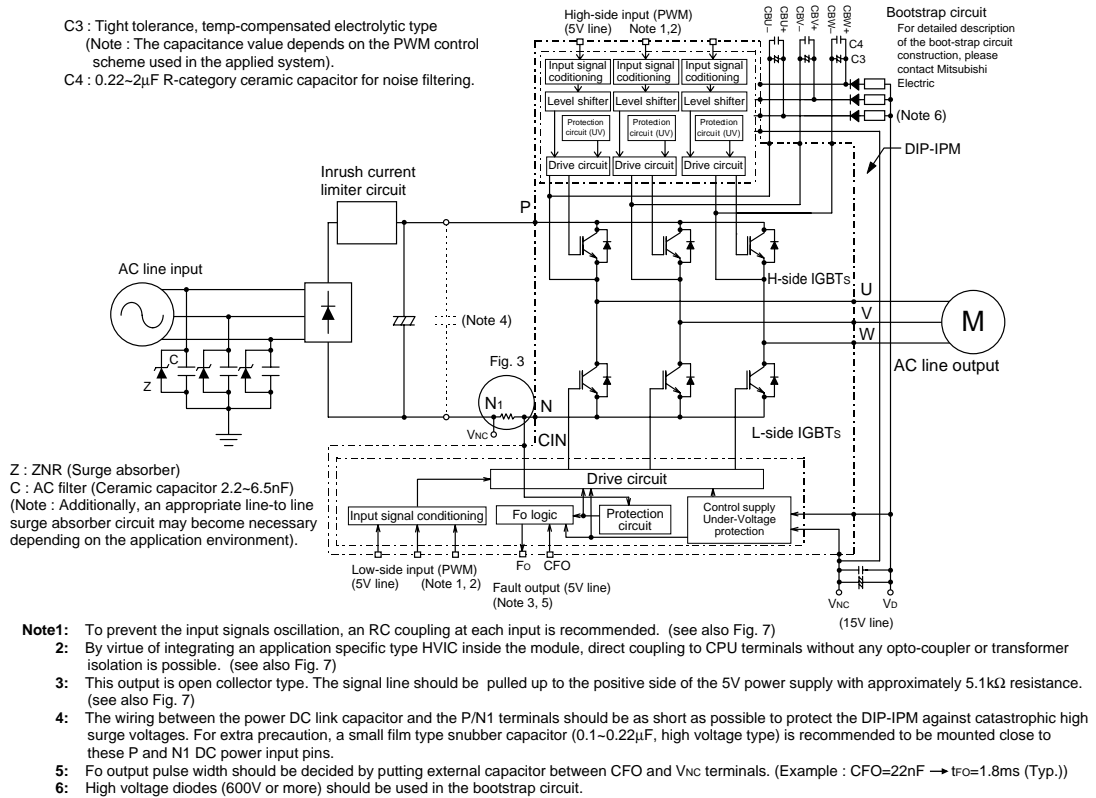 C3 : Tight tolerance, temp-compensated electrolytic type
(Note : The capacitance value depends on the PWM control
scheme used in the applied system).
C4 : 0.22~2μF R-category ceramic capacitor for noise filtering.
High-side input (PWM)
(5V line) Note 1,2)
CBU–
CBU+
CBV–
CBV+
CBW–
CBW+
C4
C3
Bootstrap circuit
For detailed description
of the boot-strap circuit
construction, please
contact Mitsubishi
Electric
(Note 6)
DIP-IPM
Input signal coditioning
Input signal coditioning
Input signal conditioning
Level shifter
Level shifter
Level shifter
Protection circuit (UV)
Protection circuit (UV)
Protection circuit (UV)
Drive circuit
Drive circuit
Drive circuit
Inrush current
limiter circuit
P
AC line input
H-side IGBTS
U
V
W
M
AC line output
(Note 4)
C
Z
Fig. 3
N1
N
VNC
CIN
L-side IGBTS
Z : ZNR (Surge absorber)
C : AC filter (Ceramic capacitor 2.2~6.5nF)
(Note : Additionally, an appropriate line-to line
surge absorber circuit may become necessary
depending on the application environment).
Drive circuit
Input signal conditioning
Fo logic
Protection
circuit
Control supply
Under-Voltage
protection
Low-side input (PWM)
(5V line) (Note 1, 2)
FO CFO
Fault output (5V line)
(Note 3, 5)
VNC VD
(15V line)
Note1: To prevent the input signals oscillation, an RC coupling at each input is recommended. (see also Fig. 7)
2: By virtue of integrating an application specific type HVIC inside the module, direct coupling to CPU terminals without any opto-coupler or transformer
isolation is possible. (see also Fig. 7)
3: This output is open collector type. The signal line should be pulled up to the positive side of the 5V power supply with approximately 5.1kΩ resistance.
(see also Fig. 7)
4: The wiring between the power DC link capacitor and the P/N1 terminals should be as short as possible to protect the DIP-IPM against catastrophic high
surge voltages. For extra precaution, a small film type snubber capacitor (0.1~0.22μF, high voltage type) is recommended to be mounted close to
these P and N1 DC power input pins.
5: Fo output pulse width should be decided by putting external capacitor between CFO and VNC terminals. (Example : CFO=22nF → tFO=1.8ms (Typ.))
6: High voltage diodes (600V or more) should be used in the bootstrap circuit.